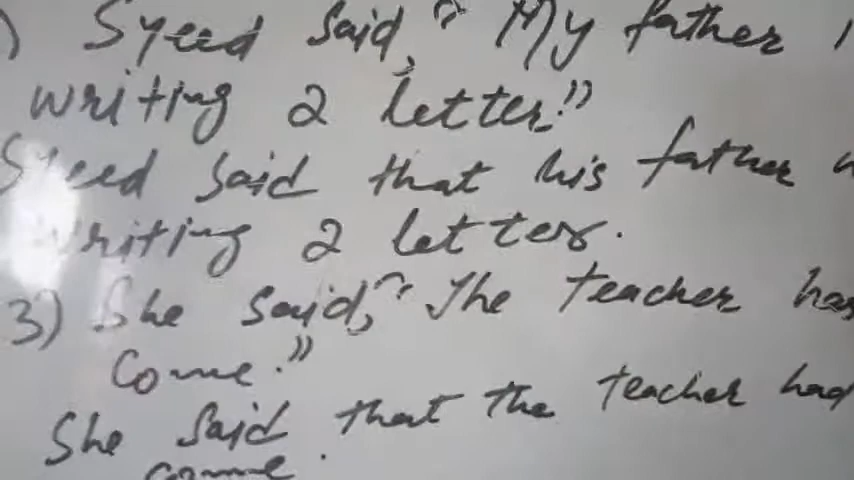 ) Syeed said, "My father
writing a letter."
Syeed said that his father
writing a letter.
3) She said, "The teacher has
come."
She said that the teacher had
come.